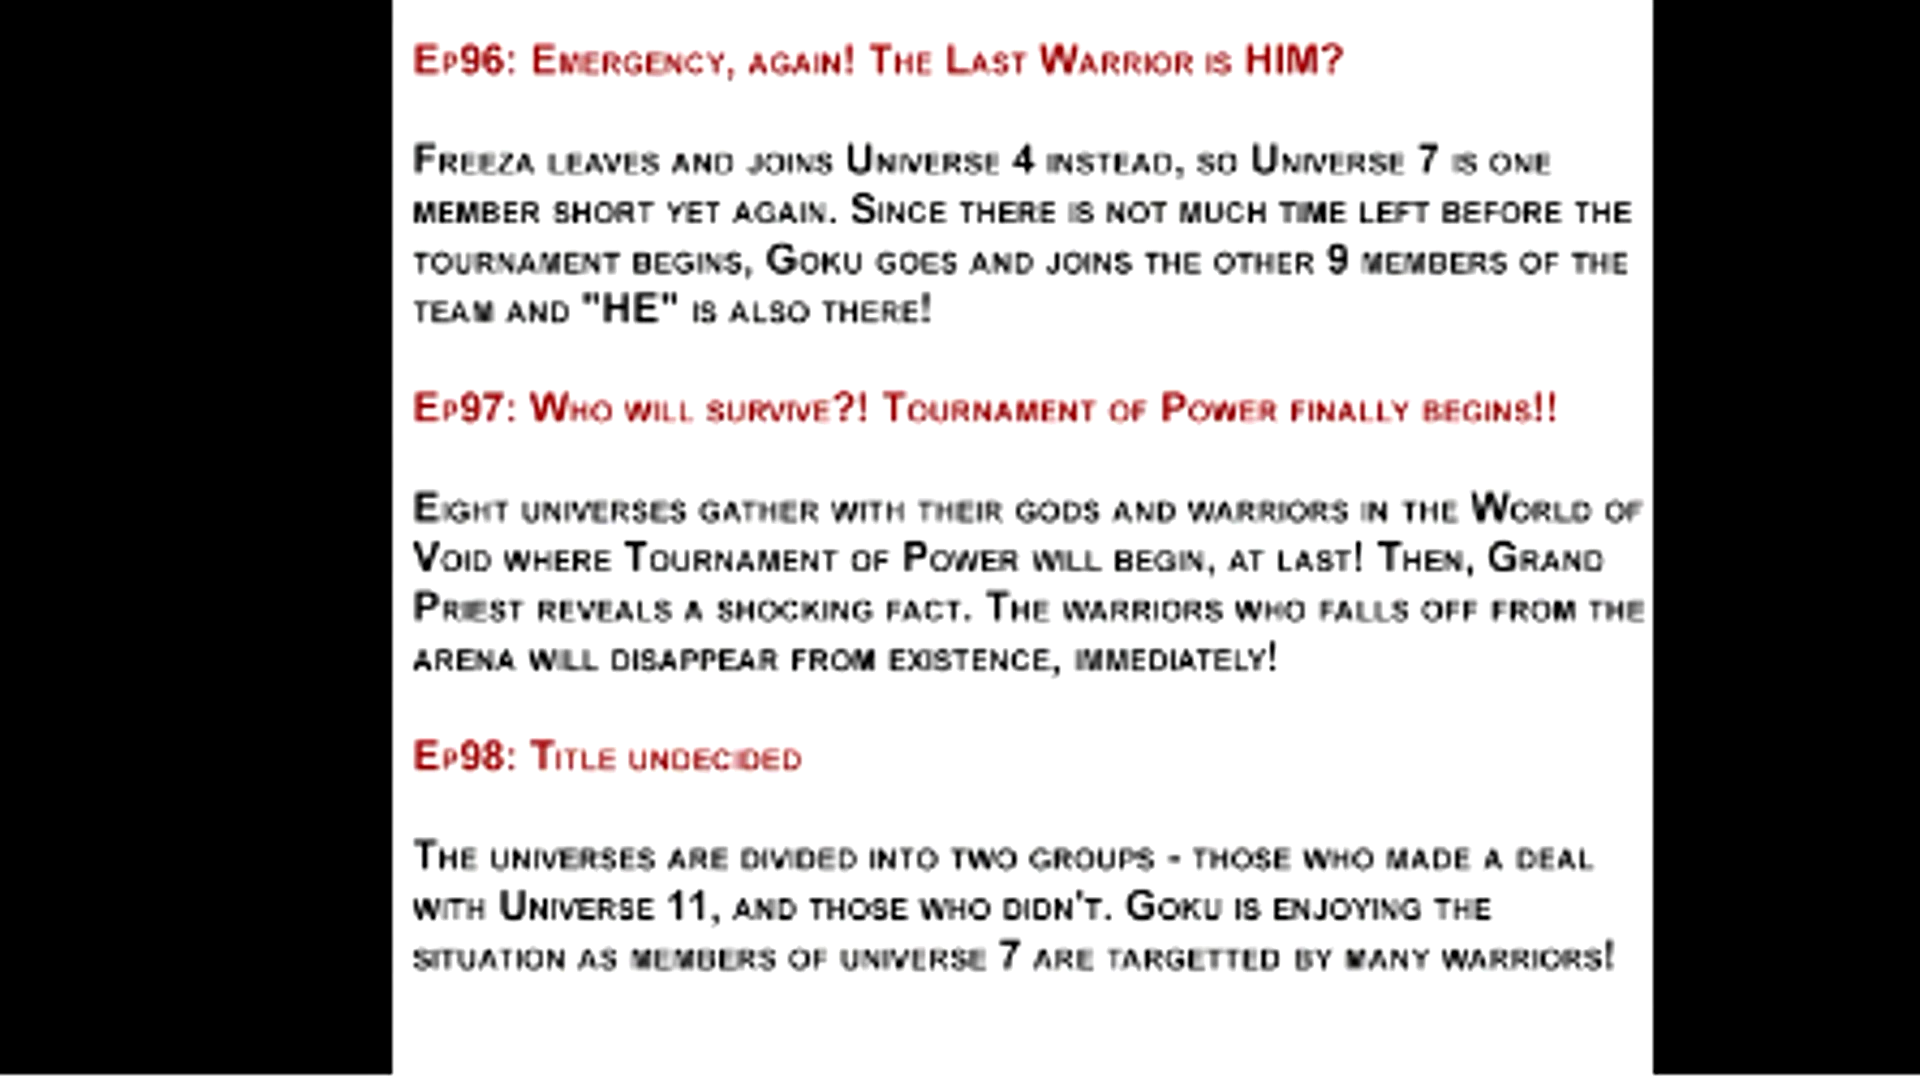 Ep96: Emergency, again! The Last Warrior is HIM?
Freeza leaves and joins Universe 4 instead, so Universe 7 is one
member short yet again. Since there is not much time left before the
tournament begins, Goku goes and joins the other 9 members of the
team and "HE" is also there!
Ep97: Who will survive?! Tournament of Power finally begins!!
Eight universes gather with their gods and warriors in the World of
Void where Tournament of Power will begin, at last! Then, Grand
Priest reveals a shocking fact. The warriors who falls off from the
arena will disappear from existence, immediately!
Ep98: Title undecided
The universes are divided into two groups - those who made a deal
with Universe 11, and those who didn't. Goku is enjoying the
situation as members of universe 7 are targetted by many warriors!